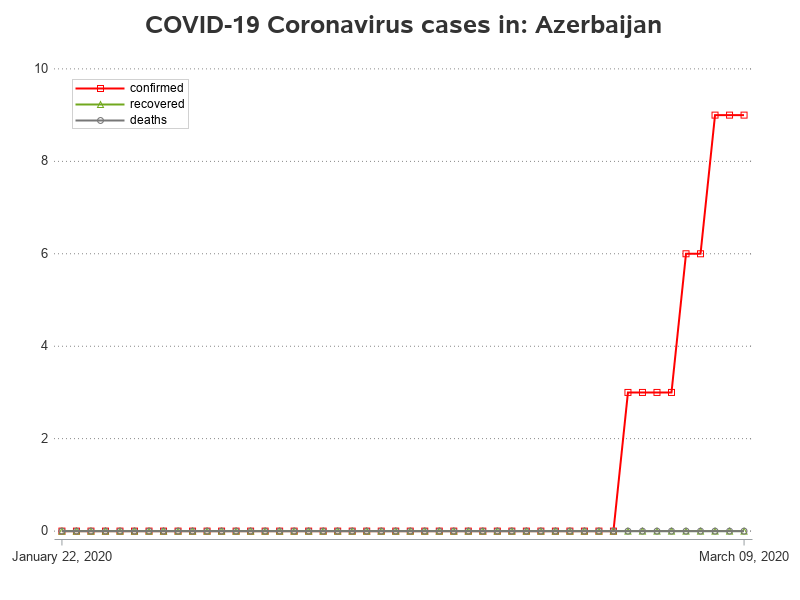 COVID-19 Coronavirus cases in: Azerbaijan
10
confirmed
recovered
deaths
8
6
4
2
0
January 22, 2020
March 09, 2020